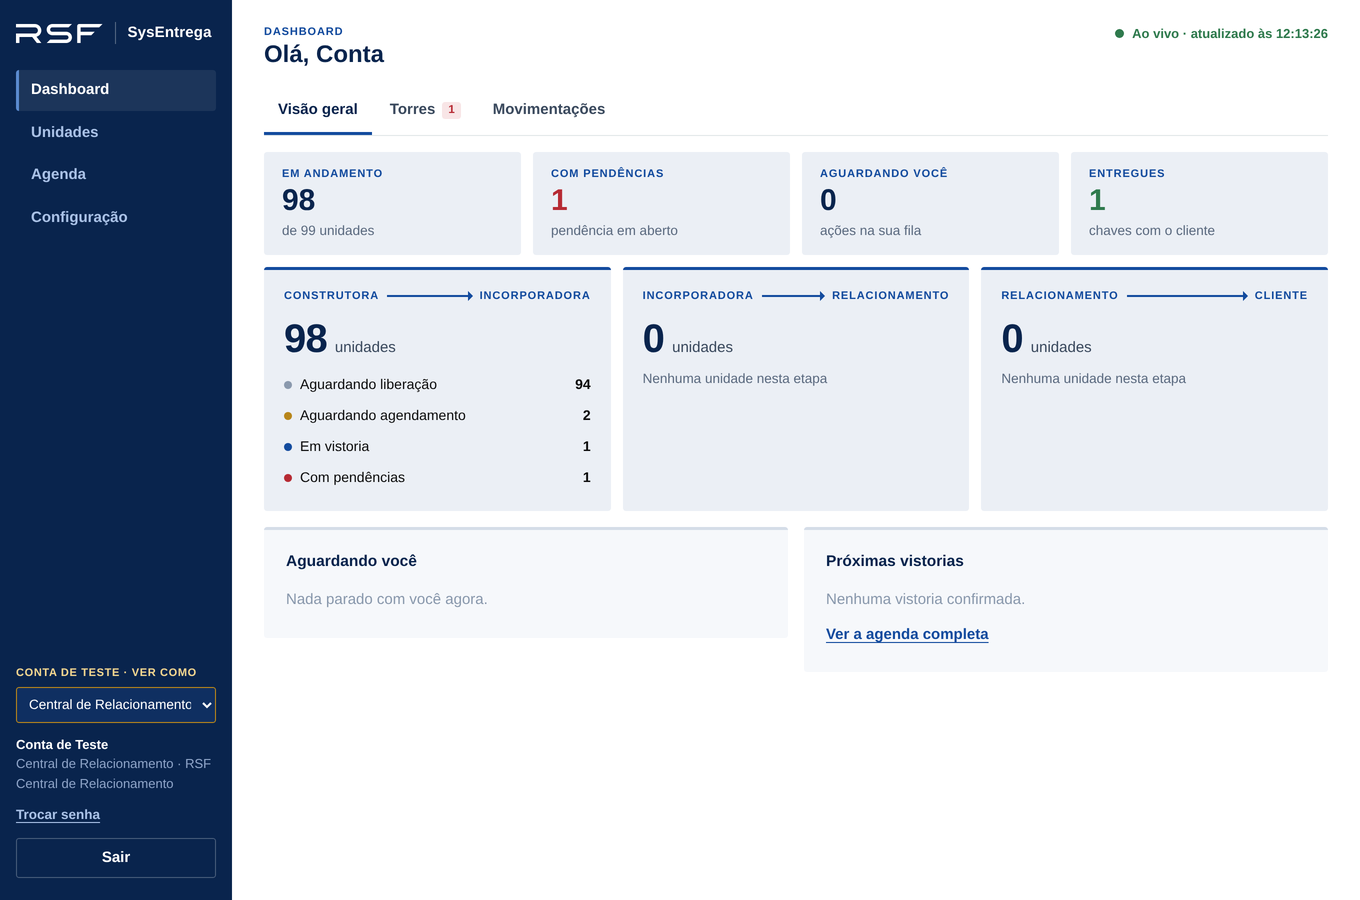 RSF
SysEntrega
Dashboard
Unidades
Agenda
Configuração
CONTA DE TESTE · VER COMO
Central de Relacionamento
Conta de Teste
Central de Relacionamento · RSF
Central de Relacionamento
Trocar senha
Sair
DASHBOARD
Olá, Conta
Ao vivo · atualizado às 12:13:26
Visão geral
Torres 1
Movimentações
EM ANDAMENTO
98
de 99 unidades
COM PENDÊNCIAS
1
pendência em aberto
AGUARDANDO VOCÊ
0
ações na sua fila
ENTREGUES
1
chaves com o cliente
CONSTRUTORA INCORPORADORA
98 unidades
Aguardando liberação 94
Aguardando agendamento 2
Em vistoria 1
Com pendências 1
INCORPORADORA RELACIONAMENTO
0 unidades
Nenhuma unidade nesta etapa
RELACIONAMENTO CLIENTE
0 unidades
Nenhuma unidade nesta etapa
Aguardando você
Nada parado com você agora.
Próximas vistorias
Nenhuma vistoria confirmada.
Ver a agenda completa